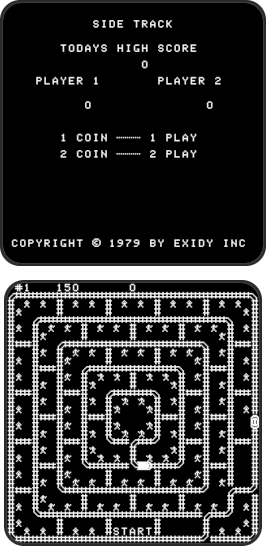 SIDE TRACK
TODAYS HIGH SCORE
0
PLAYER 1 PLAYER 2
0 0
1 COIN ┈┈┈ 1 PLAY
2 COIN ┈┈┈ 2 PLAY
COPYRIGHT © 1979 BY EXIDY INC
#1 150 0
START